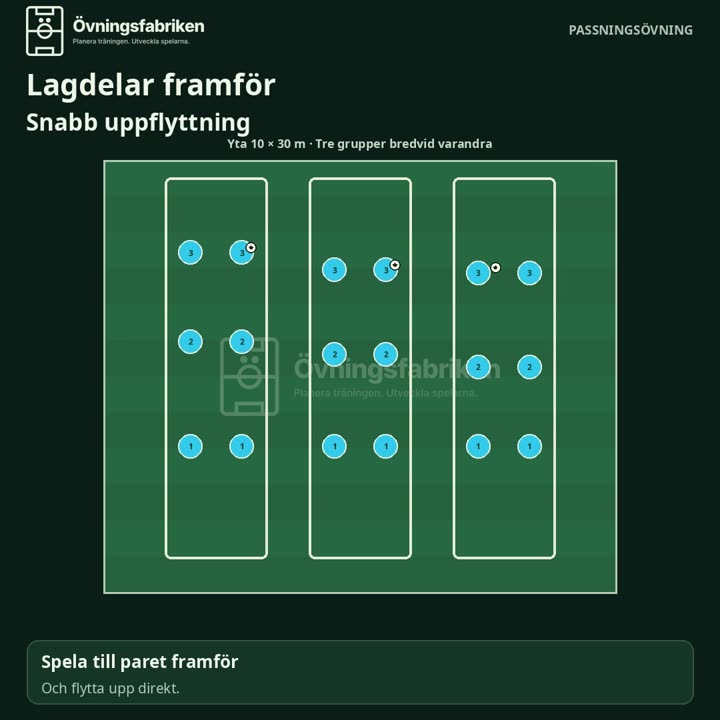 Övningsfabriken
Planera träningen. Utveckla spelarna.
PASSNINGSÖVNING
Lagdelar framför
Snabb uppflyttning
Yta 10 × 30 m · Tre grupper bredvid varandra
3 3 3 3 3 3
2 2 2 2 2 2
Övningsfabriken
Planera träningen. Utveckla spelarna.
1 1 1 1 1 1
Spela till paret framför
Och flytta upp direkt.